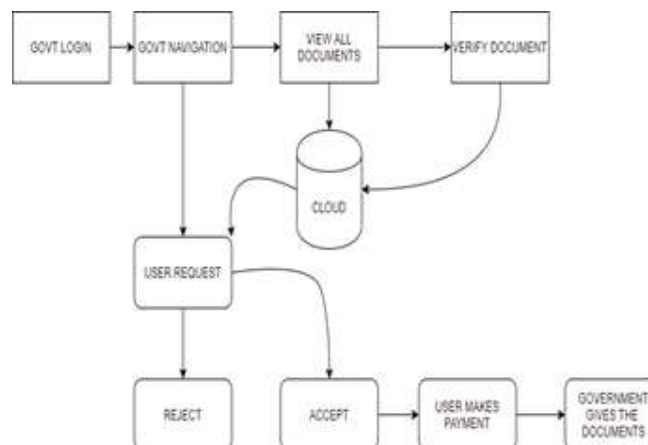 GOVT LOGIN
GOVT NAVIGATION
VIEW ALL
DOCUMENTS
VERIFY DOCUMENT
CLOUD
USER REQUEST
REJECT
ACCEPT
USER MAKES
PAYMENT
GOVERNMENT
GIVES THE
DOCUMENTS